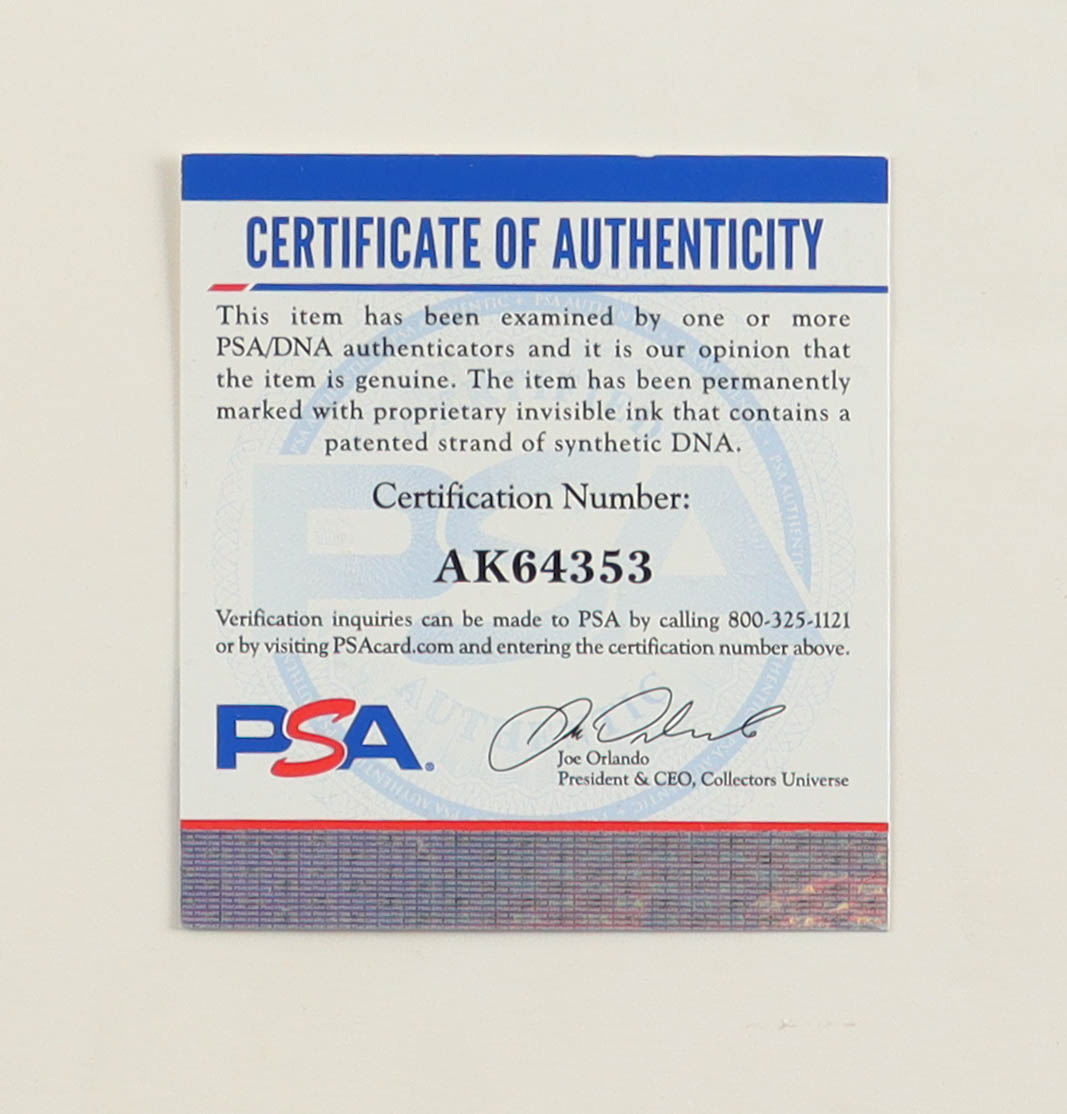 CERTIFICATE OF AUTHENTICITY
This item has been examined by one or more
PSA/DNA authenticators and it is our opinion that
the item is genuine. The item has been permanently
marked with proprietary invisible ink that contains a
patented strand of synthetic DNA.
Certification Number:
AK64353
Verification inquiries can be made to PSA by calling 800-325-1121
or by visiting PSAcard.com and entering the certification number above.
PSA
Joe Orlando
President & CEO, Collectors Universe